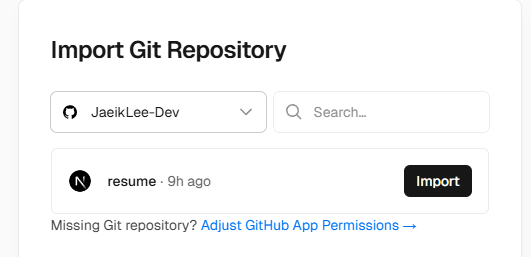 Import Git Repository
JaeikLee-Dev
Search...
resume · 9h ago
Import
Missing Git repository? Adjust GitHub App Permissions →